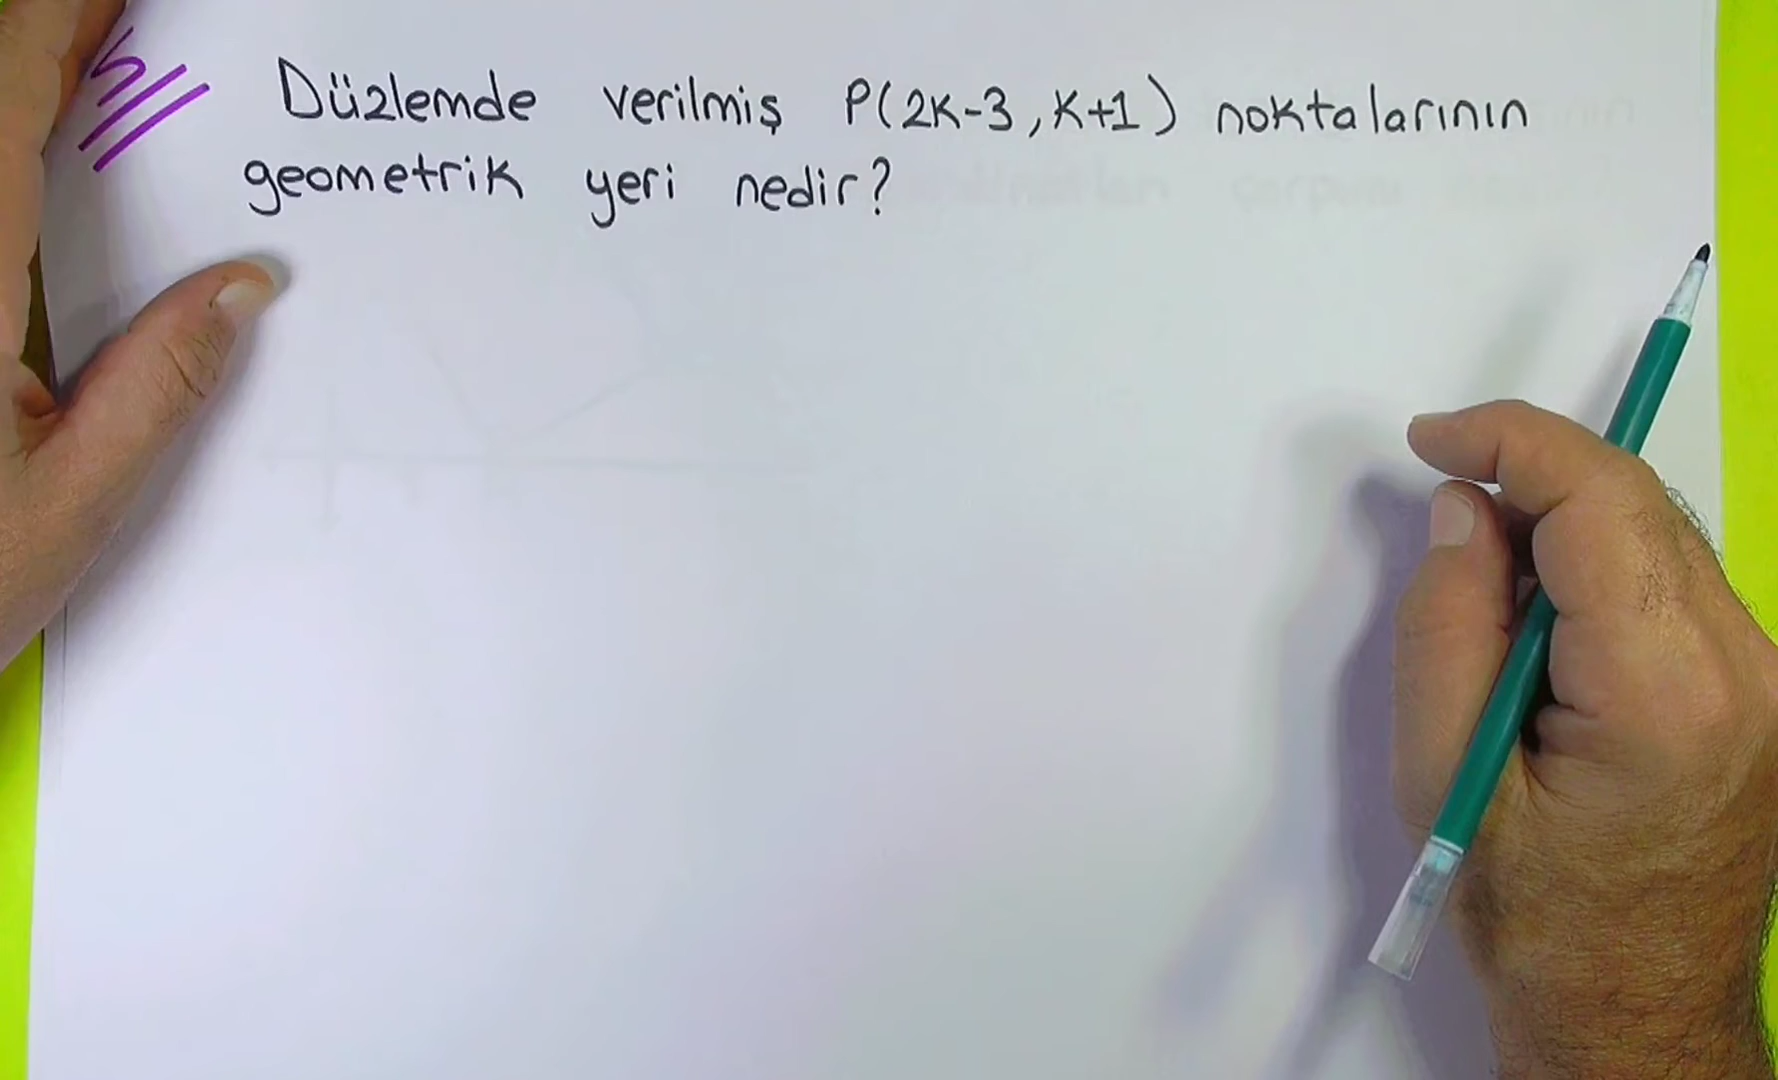 Düzlemde verilmiş P(2K-3,K+1) noktalarının
geometrik yeri nedir?